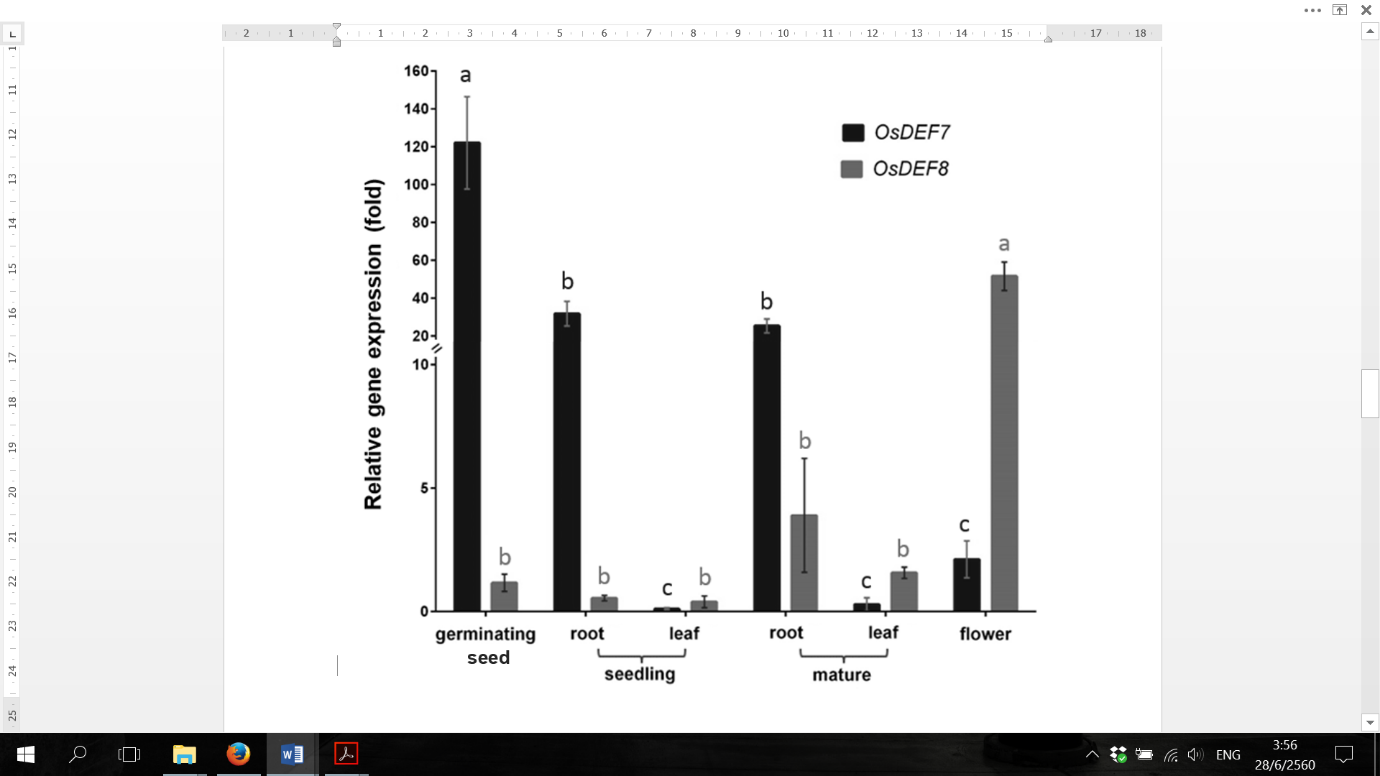 2 1 1 2 3 4 5 6 7 8 9 10 11 12 13 14 15 17 18
11
12
13
14
15
16
17
18
19
20
21
22
23
24
25
160
140
120
100
80
60
40
20
10
5
0
Relative gene expression (fold)
OsDEF7
OsDEF8
a
b
b
b
c
b
b
b
c
b
c
a
germinating seed
root
leaf
root
leaf
flower
seedling
mature
ENG
3:56
28/6/2560